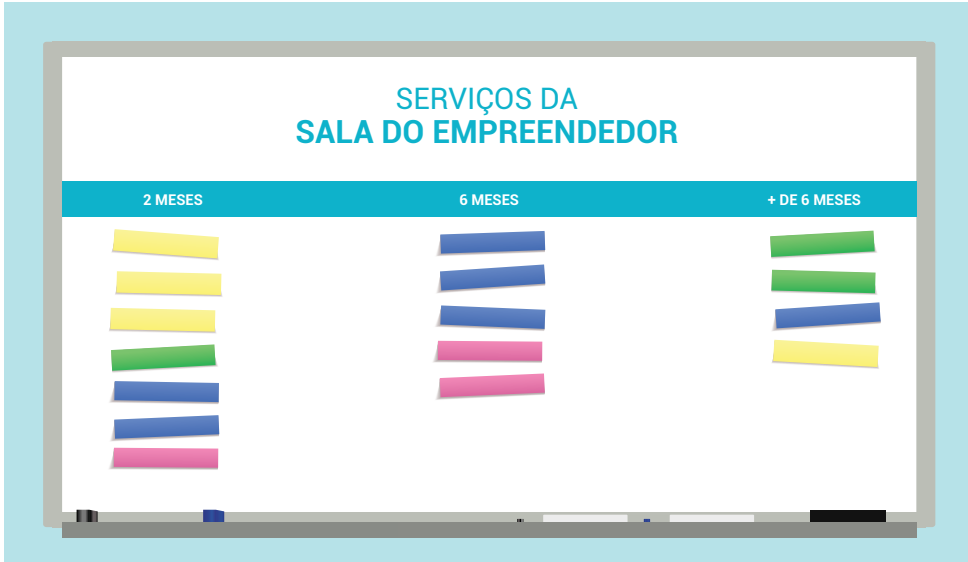 SERVIÇOS DA
SALA DO EMPREENDEDOR
2 MESES
6 MESES
+ DE 6 MESES